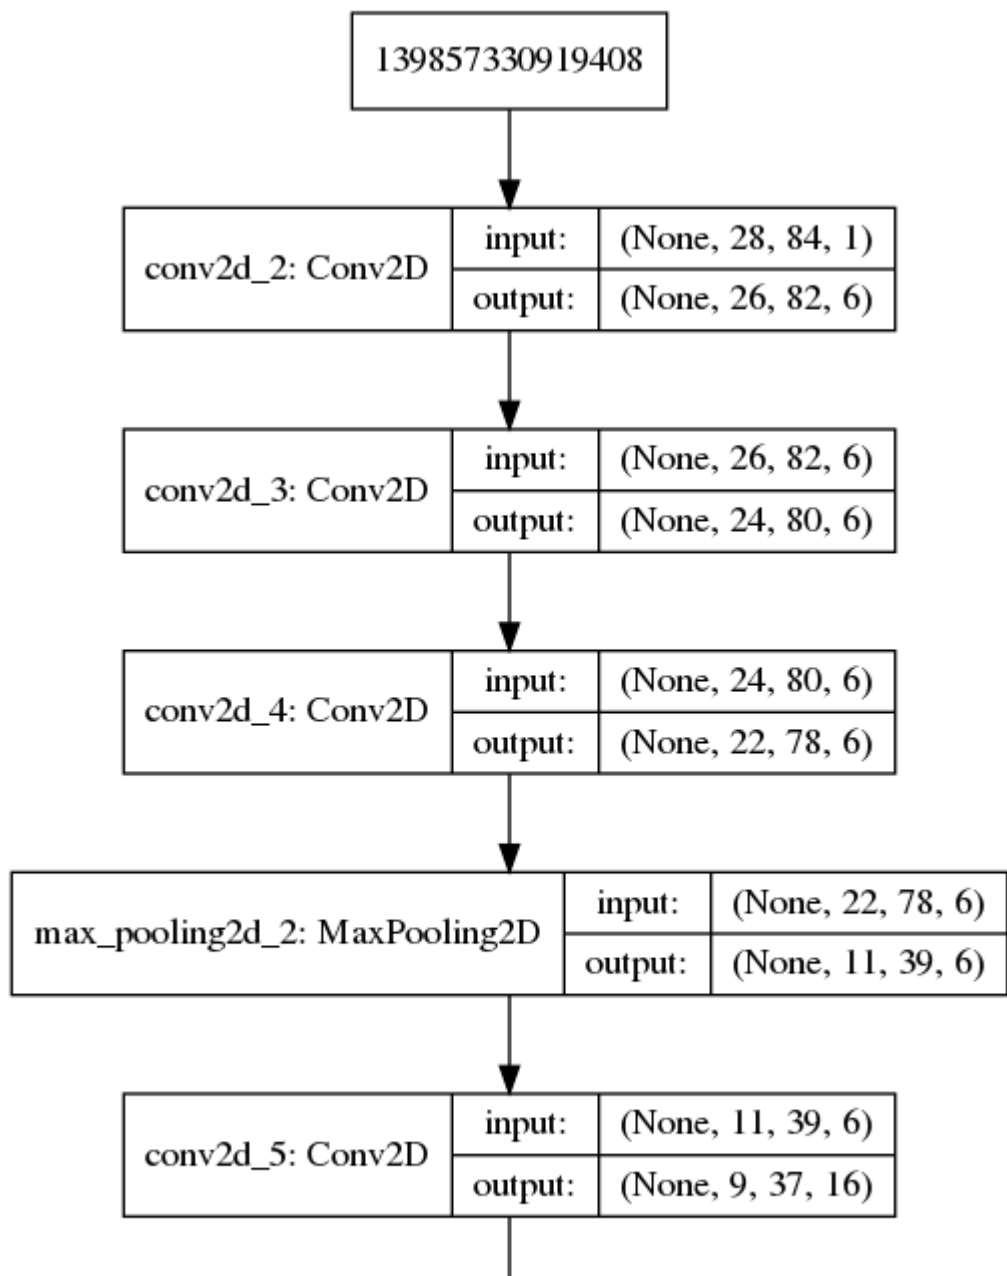 139857330919408
conv2d_2: Conv2D
input: (None, 28, 84, 1)
output: (None, 26, 82, 6)
conv2d_3: Conv2D
input: (None, 26, 82, 6)
output: (None, 24, 80, 6)
conv2d_4: Conv2D
input: (None, 24, 80, 6)
output: (None, 22, 78, 6)
max_pooling2d_2: MaxPooling2D
input: (None, 22, 78, 6)
output: (None, 11, 39, 6)
conv2d_5: Conv2D
input: (None, 11, 39, 6)
output: (None, 9, 37, 16)